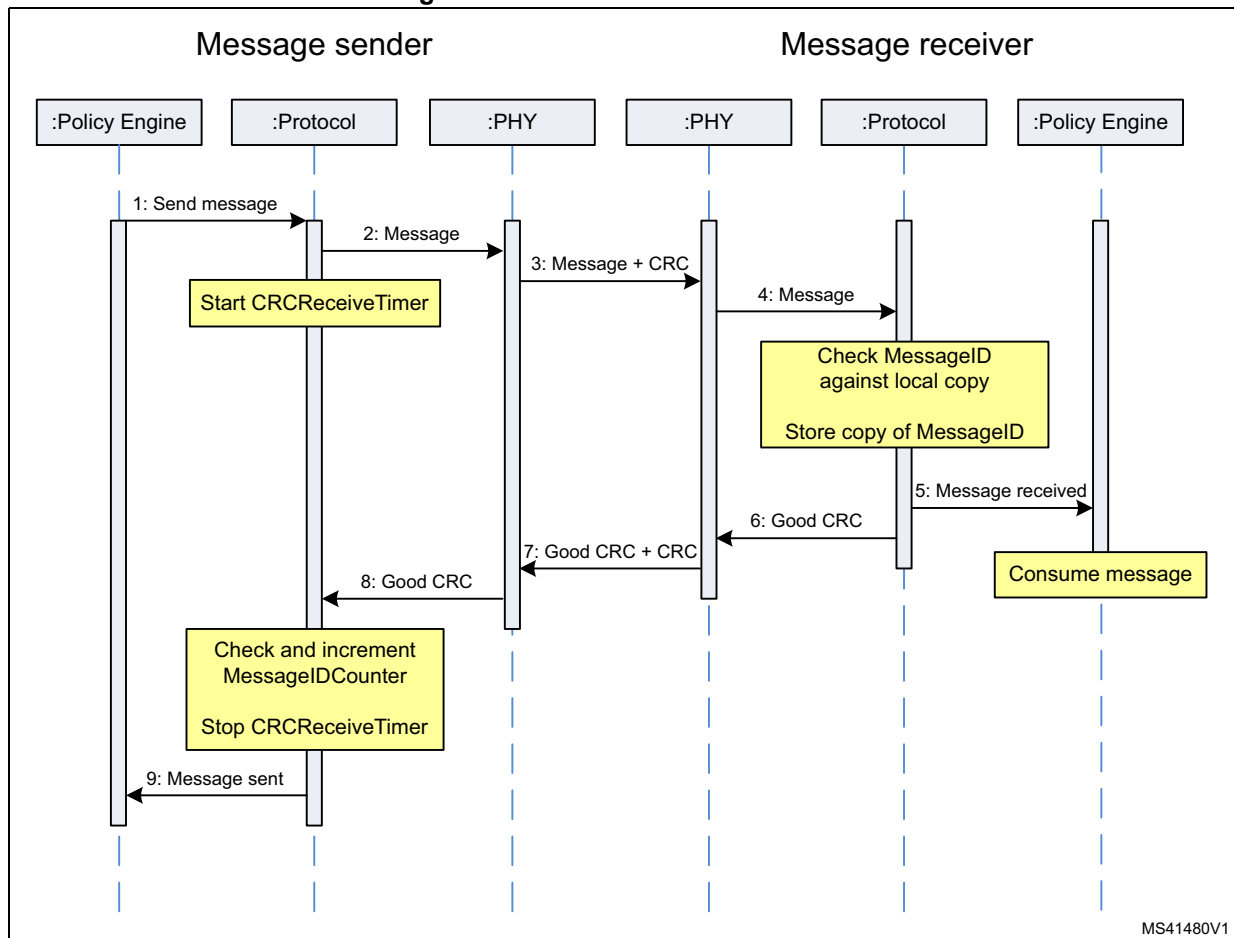 Message sender
Message receiver
:Policy Engine
:Protocol
:PHY
:PHY
:Protocol
:Policy Engine
1: Send message
2: Message
3: Message + CRC
Start CRCReceiveTimer
4: Message
Check MessageID
against local copy
Store copy of MessageID
5: Message received
6: Good CRC
7: Good CRC + CRC
Consume message
8: Good CRC
Check and increment
MessageIDCounter
Stop CRCReceiveTimer
9: Message sent
MS41480V1